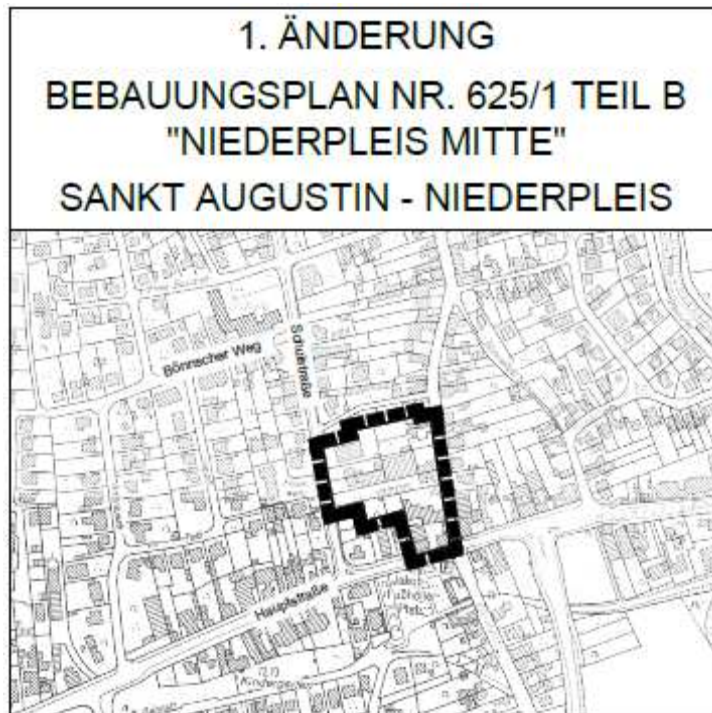 1. ÄNDERUNG
BEBAUUNGSPLAN NR. 625/1 TEIL B
"NIEDERPLEIS MITTE"
SANKT AUGUSTIN - NIEDERPLEIS
Schulstraße
Bönnscher Weg
Hauptstraße